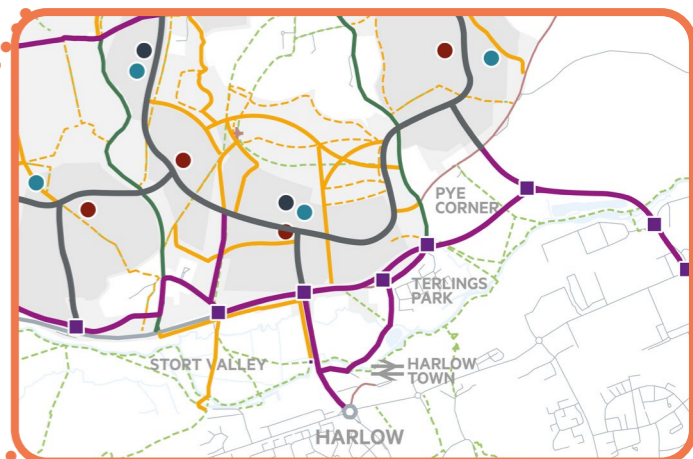 PYE
CORNER
TERLINGS
PARK
STORT VALLEY
HARLOW
TOWN
HARLOW